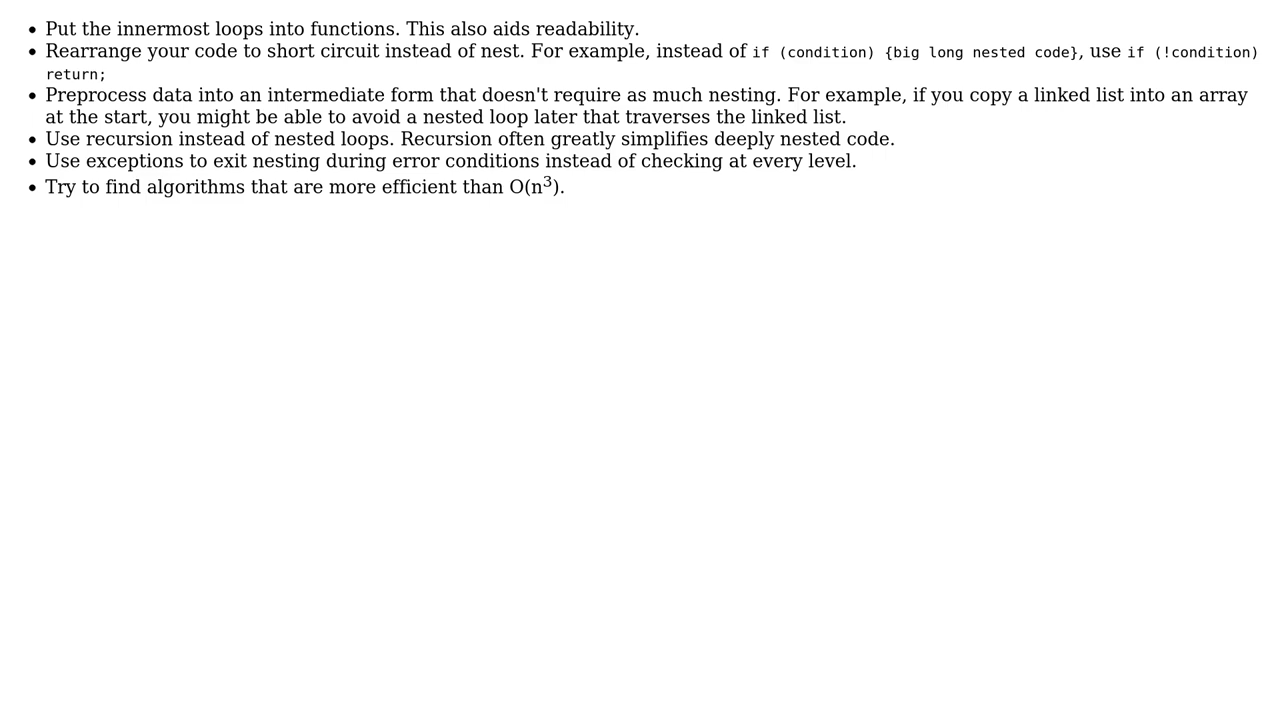 • Put the innermost loops into functions. This also aids readability.
• Rearrange your code to short circuit instead of nest. For example, instead of if (condition) {big long nested code}, use if (!condition)
return;
• Preprocess data into an intermediate form that doesn't require as much nesting. For example, if you copy a linked list into an array
at the start, you might be able to avoid a nested loop later that traverses the linked list.
• Use recursion instead of nested loops. Recursion often greatly simplifies deeply nested code.
• Use exceptions to exit nesting during error conditions instead of checking at every level.
• Try to find algorithms that are more efficient than O(n³).